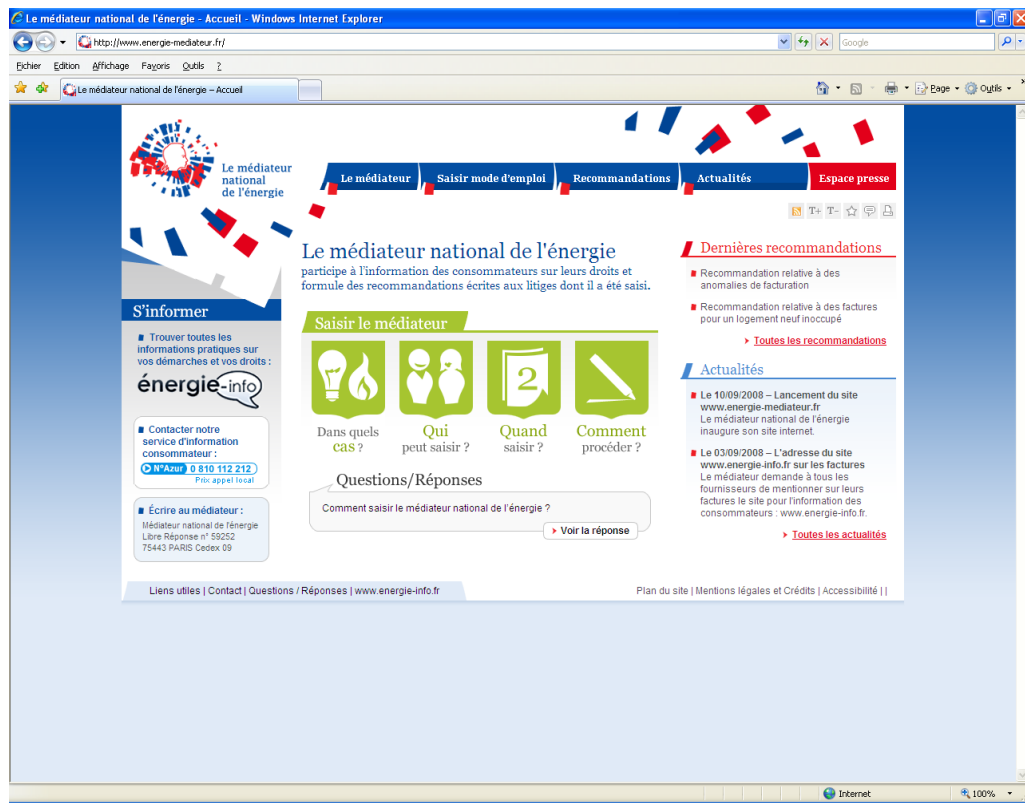 Le médiateur national de l'énergie - Accueil - Windows Internet Explorer
http://www.energie-mediateur.fr/
Google
Fichier Edition Affichage Favoris Outils ?
Le médiateur national de l'énergie – Accueil
Page Outils
Le médiateur
national
de l'énergie
Le médiateur
Saisir mode d'emploi
Recommandations
Actualités
Espace presse
T+ T-
S'informer
Trouver toutes les
informations pratiques sur
vos démarches et vos droits :
énergie-info
Contacter notre
service d'information
consommateur :
N°Azur 0 810 112 212
Prix appel local
Écrire au médiateur :
Médiateur national de l'énergie
Libre Réponse n° 59252
75443 PARIS Cedex 09
Le médiateur national de l'énergie
participe à l'information des consommateurs sur leurs droits et
formule des recommandations écrites aux litiges dont il a été saisi.
Saisir le médiateur
2
Dans quels
cas ?
Qui
peut saisir ?
Quand
saisir ?
Comment
procéder ?
Questions/Réponses
Comment saisir le médiateur national de l'énergie ?
Voir la réponse
Dernières recommandations
Recommandation relative à des
anomalies de facturation
Recommandation relative à des factures
pour un logement neuf inoccupé
Toutes les recommandations
Actualités
Le 10/09/2008 – Lancement du site
www.energie-mediateur.fr
Le médiateur national de l'énergie
inaugure son site internet.
Le 03/09/2008 – L'adresse du site
www.energie-info.fr sur les factures
Le médiateur demande à tous les
fournisseurs de mentionner sur leurs
factures le site pour l'information des
consommateurs : www.energie-info.fr.
Toutes les actualités
Liens utiles | Contact | Questions / Réponses | www.energie-info.fr
Plan du site | Mentions légales et Crédits | Accessibilité | |
Internet
100%